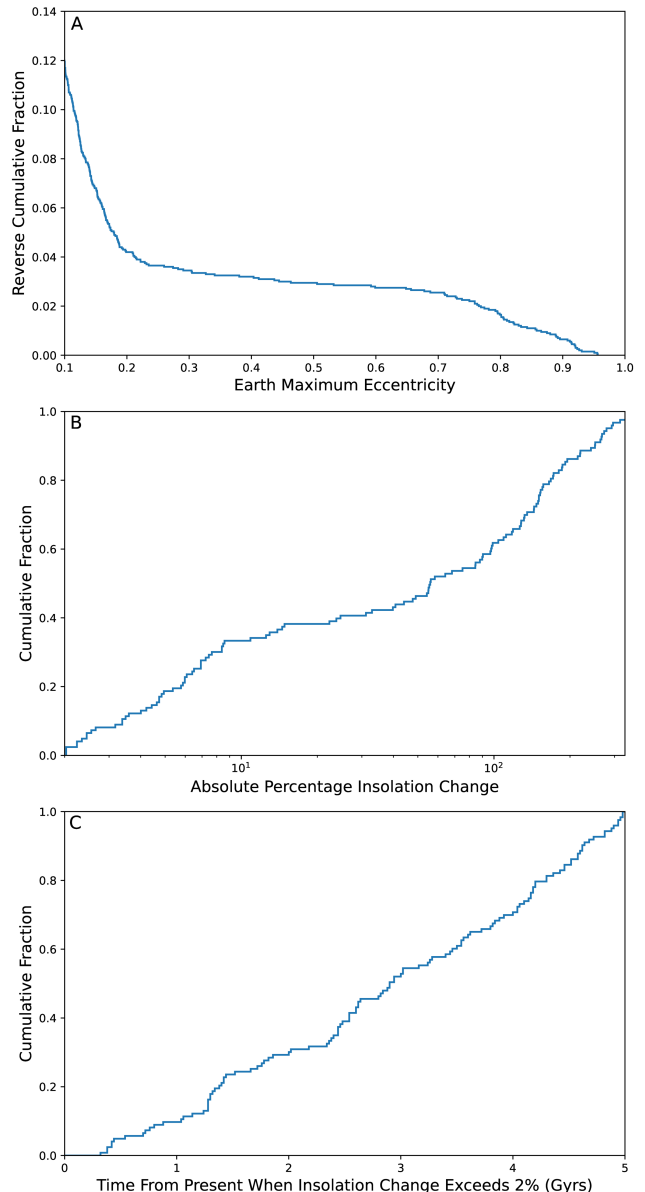 A
Reverse Cumulative Fraction
0.14
0.12
0.10
0.08
0.06
0.04
0.02
0.00
0.1 0.2 0.3 0.4 0.5 0.6 0.7 0.8 0.9 1.0
Earth Maximum Eccentricity
B
Cumulative Fraction
1.0
0.8
0.6
0.4
0.2
0.0
10¹ 10²
Absolute Percentage Insolation Change
C
Cumulative Fraction
1.0
0.8
0.6
0.4
0.2
0.0
0 1 2 3 4 5
Time From Present When Insolation Change Exceeds 2% (Gyrs)